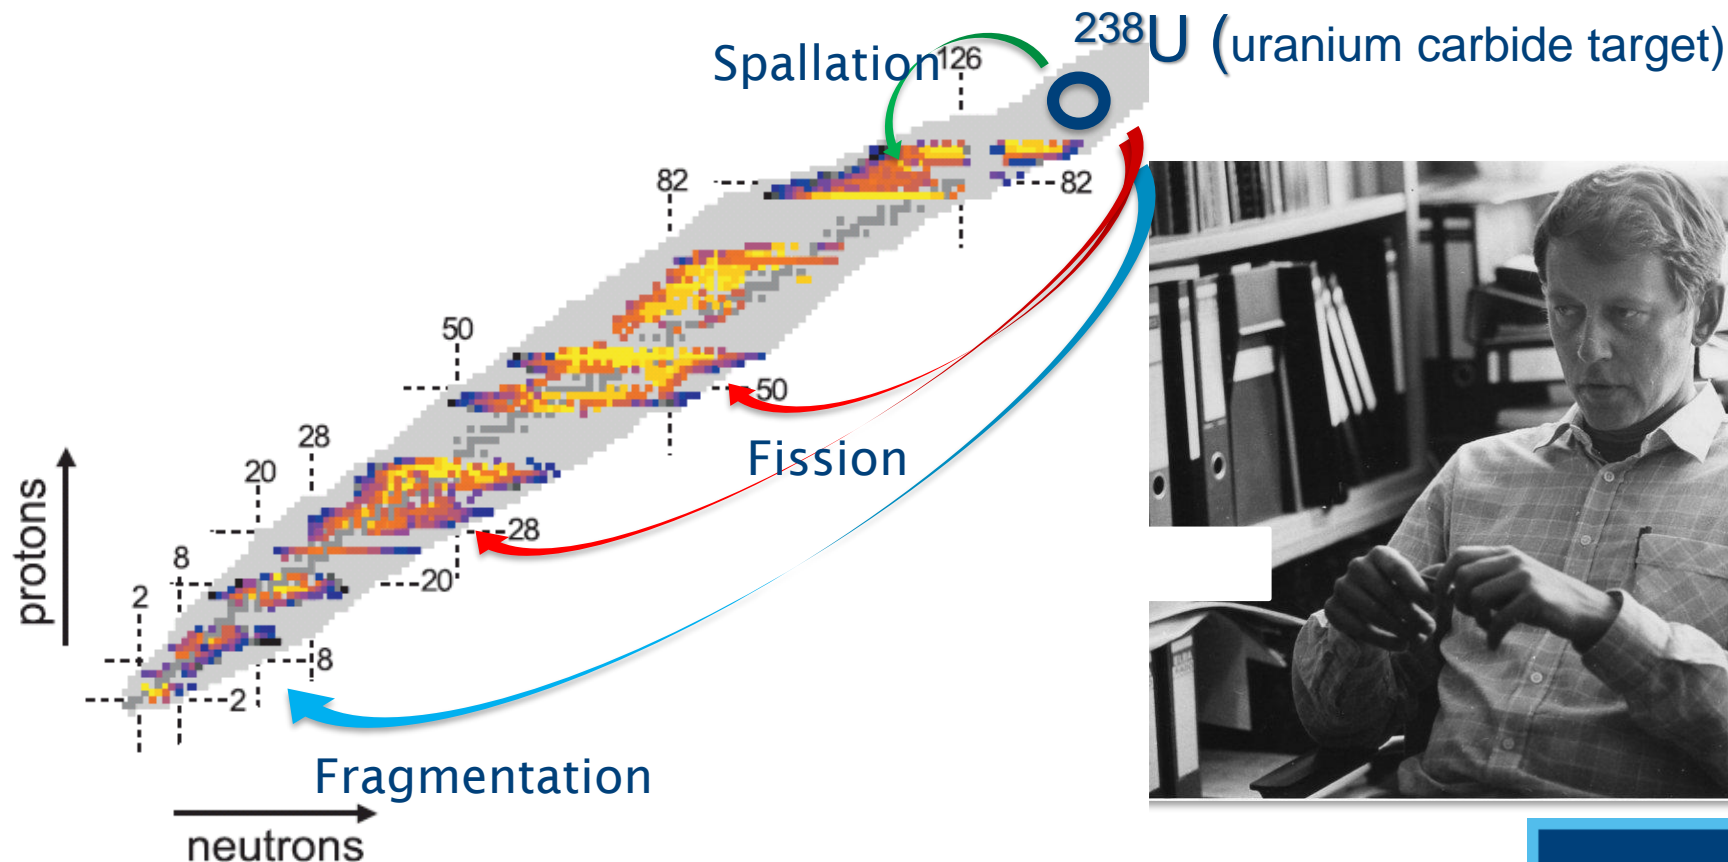 238U (uranium carbide target)
Spallation
126
82
82
50
50
Fission
28
28
20
20
8
8
2
2
protons
Fragmentation
neutrons